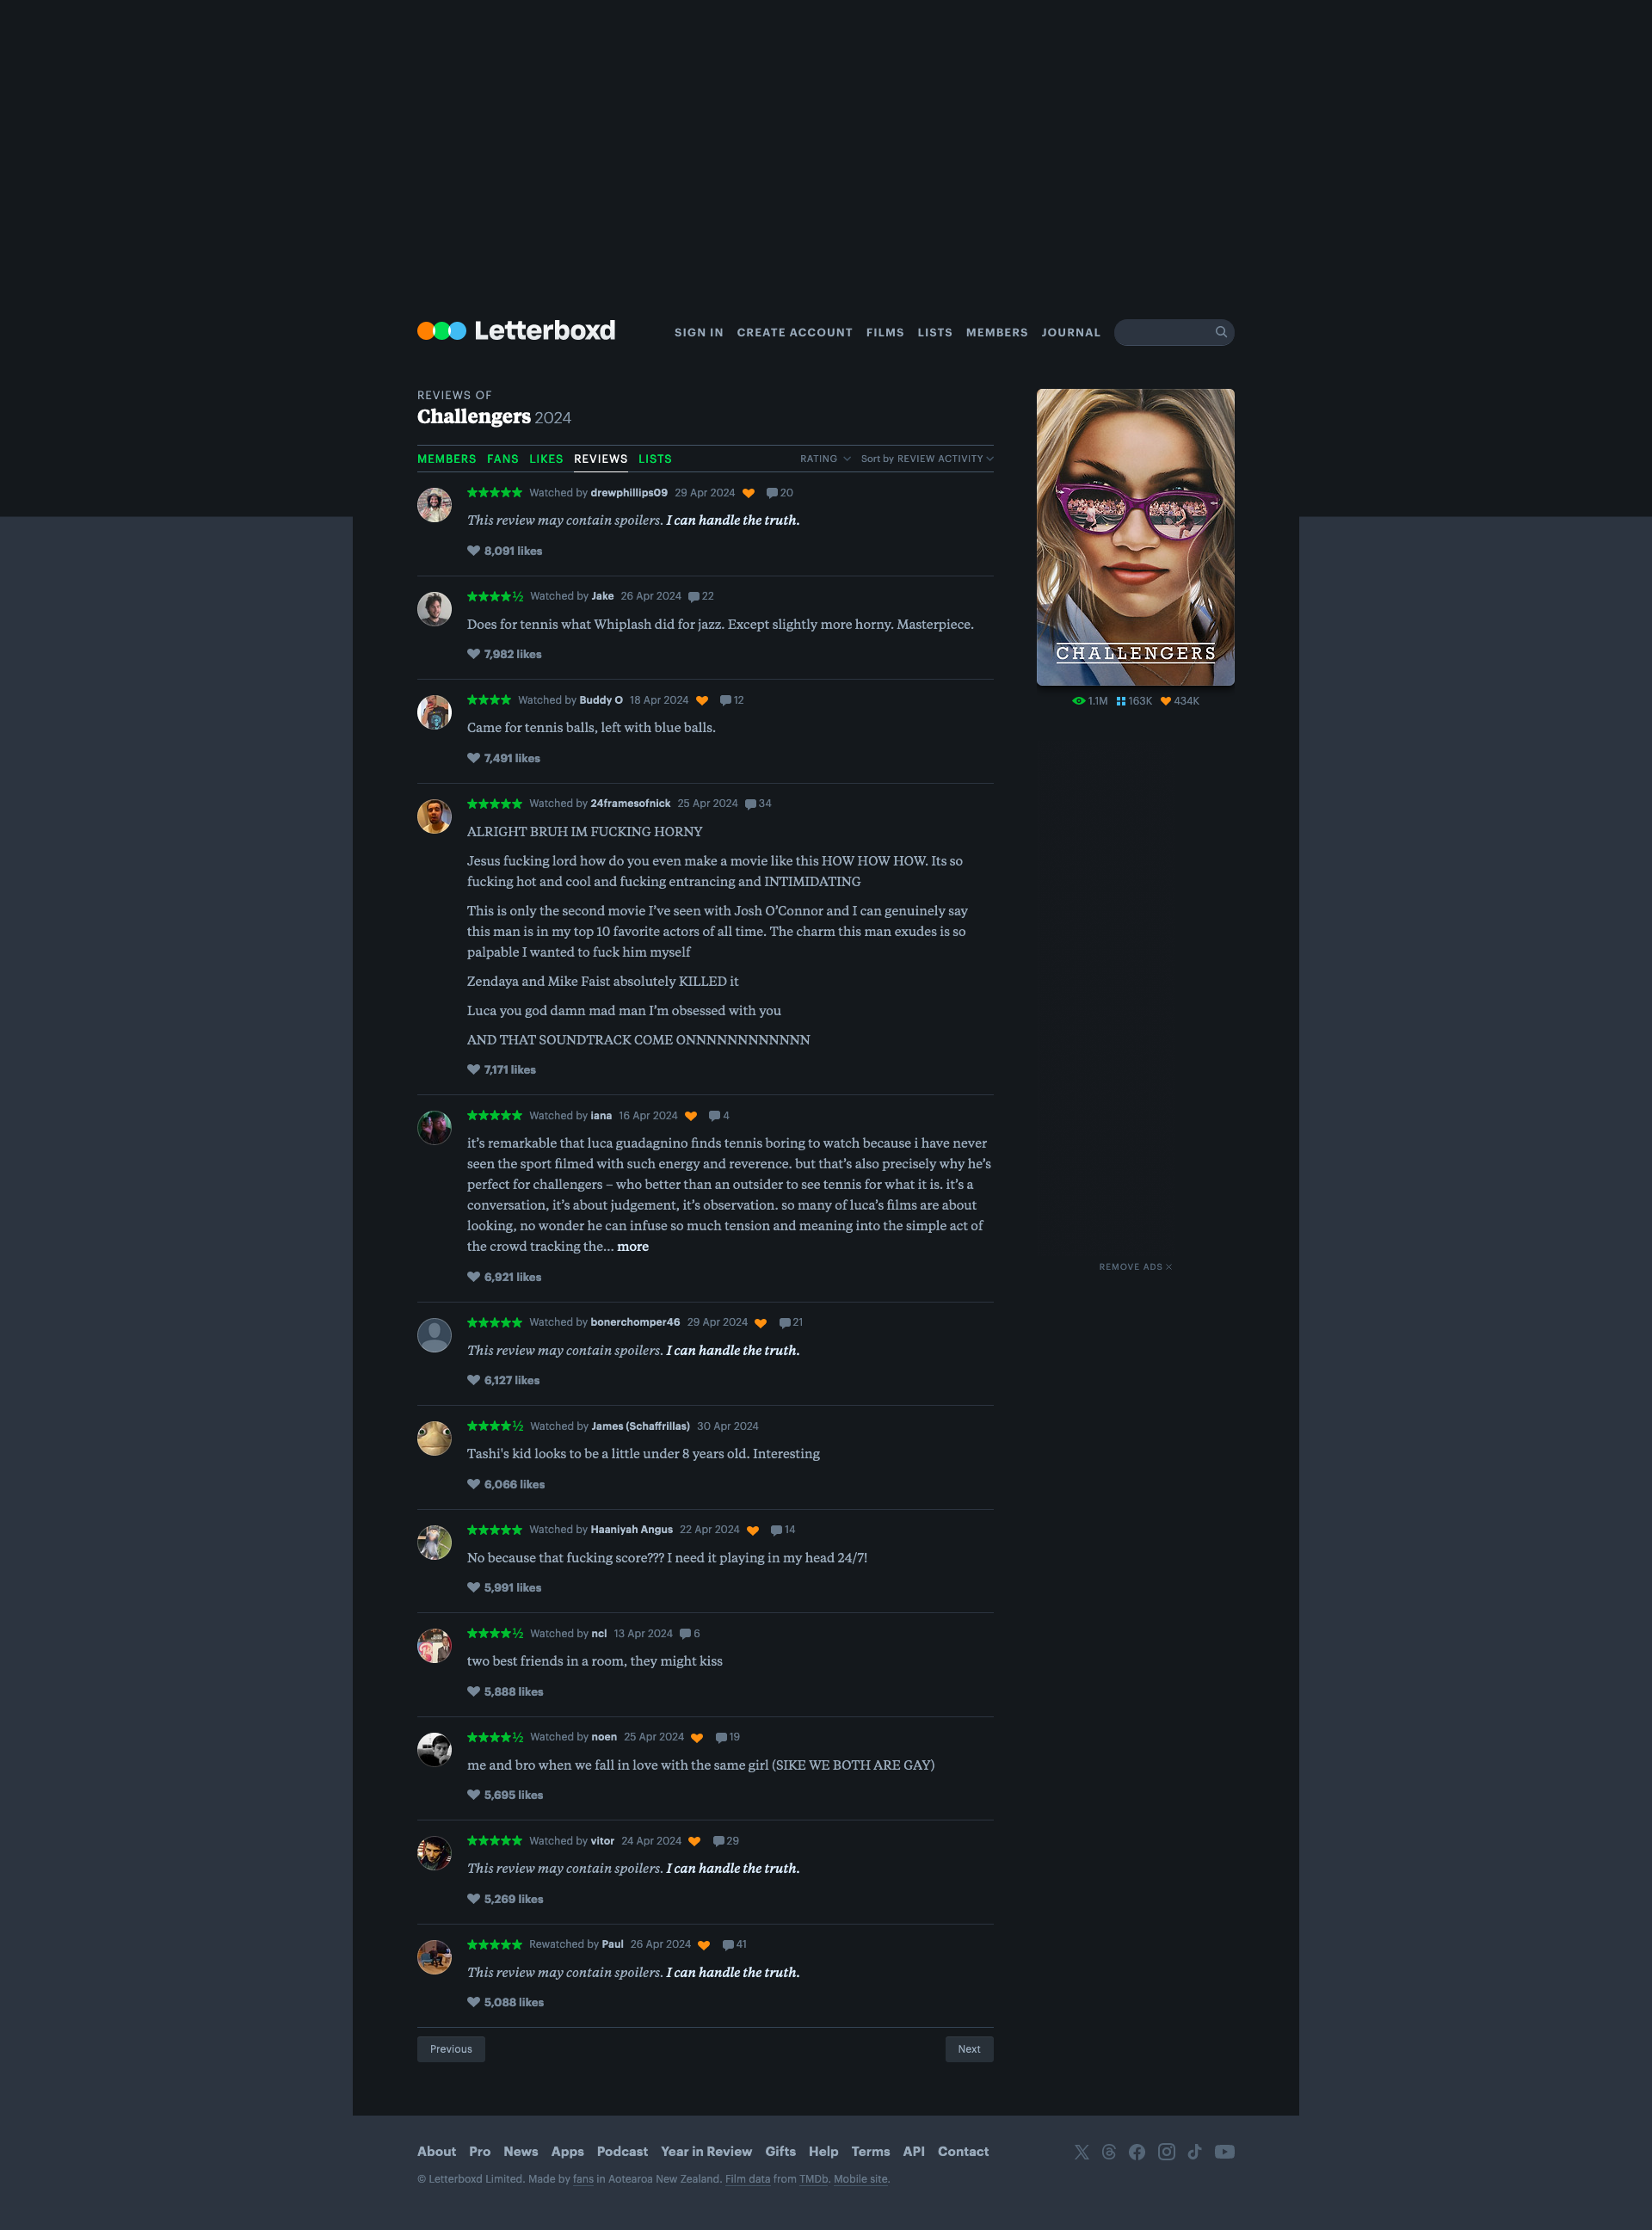 Letterboxd
SIGN IN CREATE ACCOUNT FILMS LISTS MEMBERS JOURNAL
REVIEWS OF
Challengers 2024
MEMBERS FANS LIKES REVIEWS LISTS
RATING Sort by REVIEW ACTIVITY
★★★★★ Watched by drewphillips09 29 Apr 2024 20
This review may contain spoilers. I can handle the truth.
8,091 likes
★★★★½ Watched by Jake 26 Apr 2024 22
Does for tennis what Whiplash did for jazz. Except slightly more horny. Masterpiece.
7,982 likes
★★★★ Watched by Buddy O 18 Apr 2024 12
Came for tennis balls, left with blue balls.
7,491 likes
★★★★★ Watched by 24framesofnick 25 Apr 2024 34
ALRIGHT BRUH IM FUCKING HORNY
Jesus fucking lord how do you even make a movie like this HOW HOW HOW. Its so
fucking hot and cool and fucking entrancing and INTIMIDATING
This is only the second movie I’ve seen with Josh O’Connor and I can genuinely say
this man is in my top 10 favorite actors of all time. The charm this man exudes is so
palpable I wanted to fuck him myself
Zendaya and Mike Faist absolutely KILLED it
Luca you god damn mad man I’m obsessed with you
AND THAT SOUNDTRACK COME ONNNNNNNNNNNN
7,171 likes
★★★★★ Watched by iana 16 Apr 2024 4
it’s remarkable that luca guadagnino finds tennis boring to watch because i have never
seen the sport filmed with such energy and reverence. but that’s also precisely why he’s
perfect for challengers – who better than an outsider to see tennis for what it is. it’s a
conversation, it’s about judgement, it’s observation. so many of luca’s films are about
looking, no wonder he can infuse so much tension and meaning into the simple act of
the crowd tracking the… more
6,921 likes
★★★★★ Watched by bonerchomper46 29 Apr 2024 21
This review may contain spoilers. I can handle the truth.
6,127 likes
★★★★½ Watched by James (Schaffrillas) 30 Apr 2024
Tashi's kid looks to be a little under 8 years old. Interesting
6,066 likes
★★★★★ Watched by Haaniyah Angus 22 Apr 2024 14
No because that fucking score??? I need it playing in my head 24/7!
5,991 likes
★★★★½ Watched by ncl 13 Apr 2024 6
two best friends in a room, they might kiss
5,888 likes
★★★★½ Watched by noen 25 Apr 2024 19
me and bro when we fall in love with the same girl (SIKE WE BOTH ARE GAY)
5,695 likes
★★★★★ Watched by vitor 24 Apr 2024 29
This review may contain spoilers. I can handle the truth.
5,269 likes
★★★★★ Rewatched by Paul 26 Apr 2024 41
This review may contain spoilers. I can handle the truth.
5,088 likes
Previous Next
CHALLENGERS
1.1M 163K 434K
REMOVE ADS
About Pro News Apps Podcast Year in Review Gifts Help Terms API Contact
© Letterboxd Limited. Made by fans in Aotearoa New Zealand. Film data from TMDb. Mobile site.